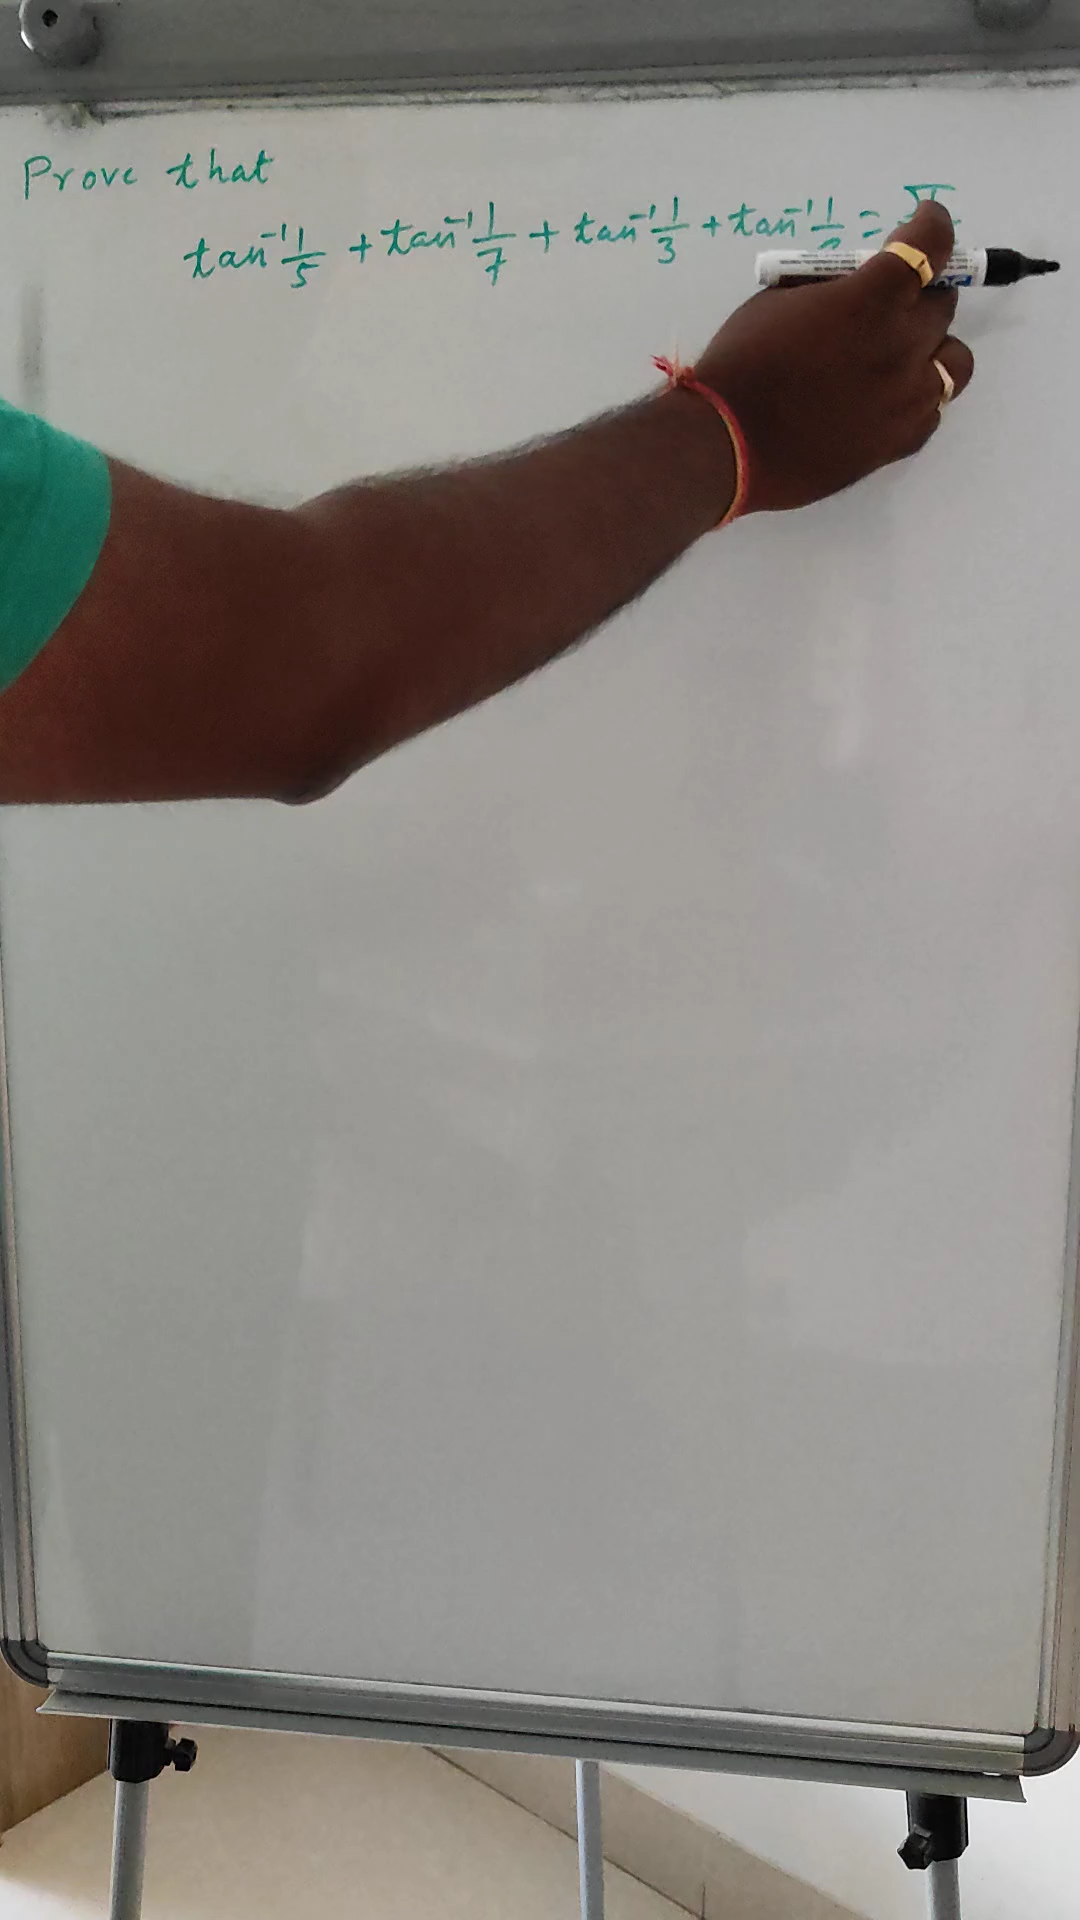 Prove that
tan⁻¹ 1/5 + tan⁻¹ 1/7 + tan⁻¹ 1/3 + tan⁻¹ 1/ = π